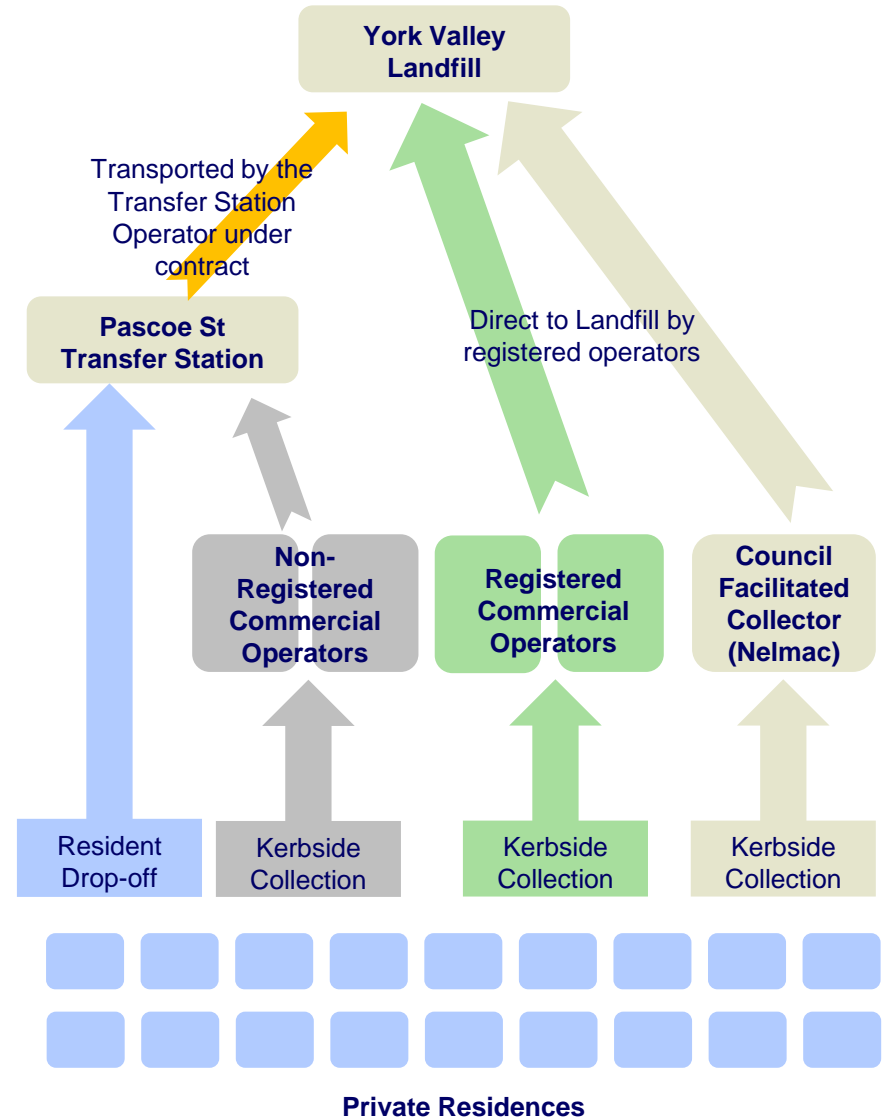 York Valley
Landfill
Transported by the
Transfer Station
Operator under
contract
Direct to Landfill by
registered operators
Pascoe St
Transfer Station
Non-
Registered
Commercial
Operators
Registered
Commercial
Operators
Council
Facilitated
Collector
(Nelmac)
Resident
Drop-off
Kerbside
Collection
Kerbside
Collection
Kerbside
Collection
Private Residences